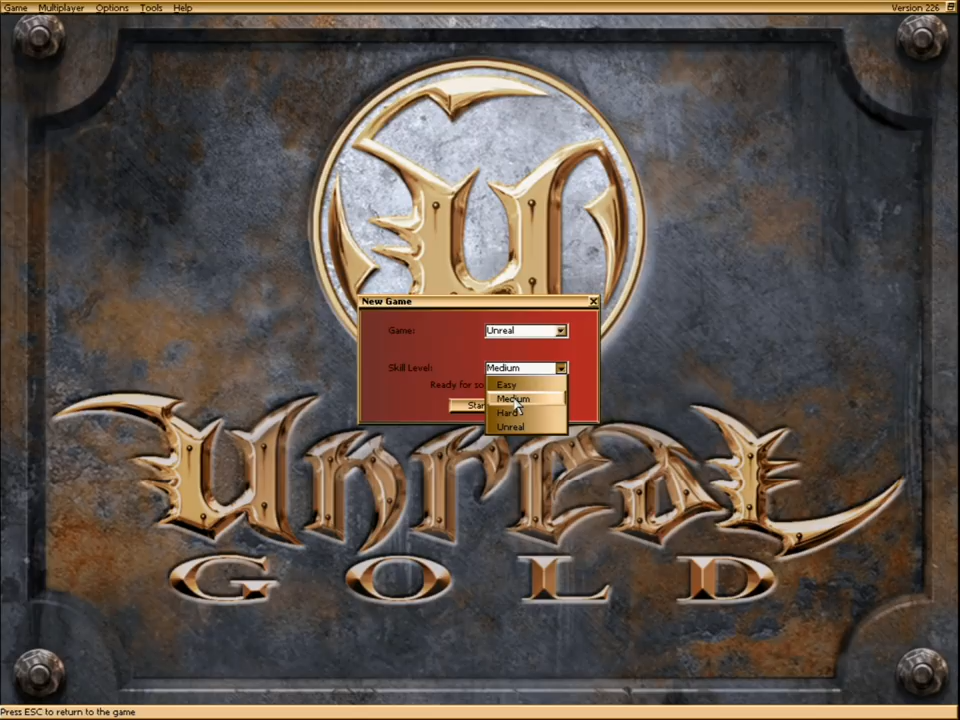 Game Multiplayer Options Tools Help Version 226
New Game
Game: Unreal
Skill Level: Medium
Easy
Ready for so
Medium
Star
Hard
Unreal
Unreal
GOLD
Press ESC to return to the game